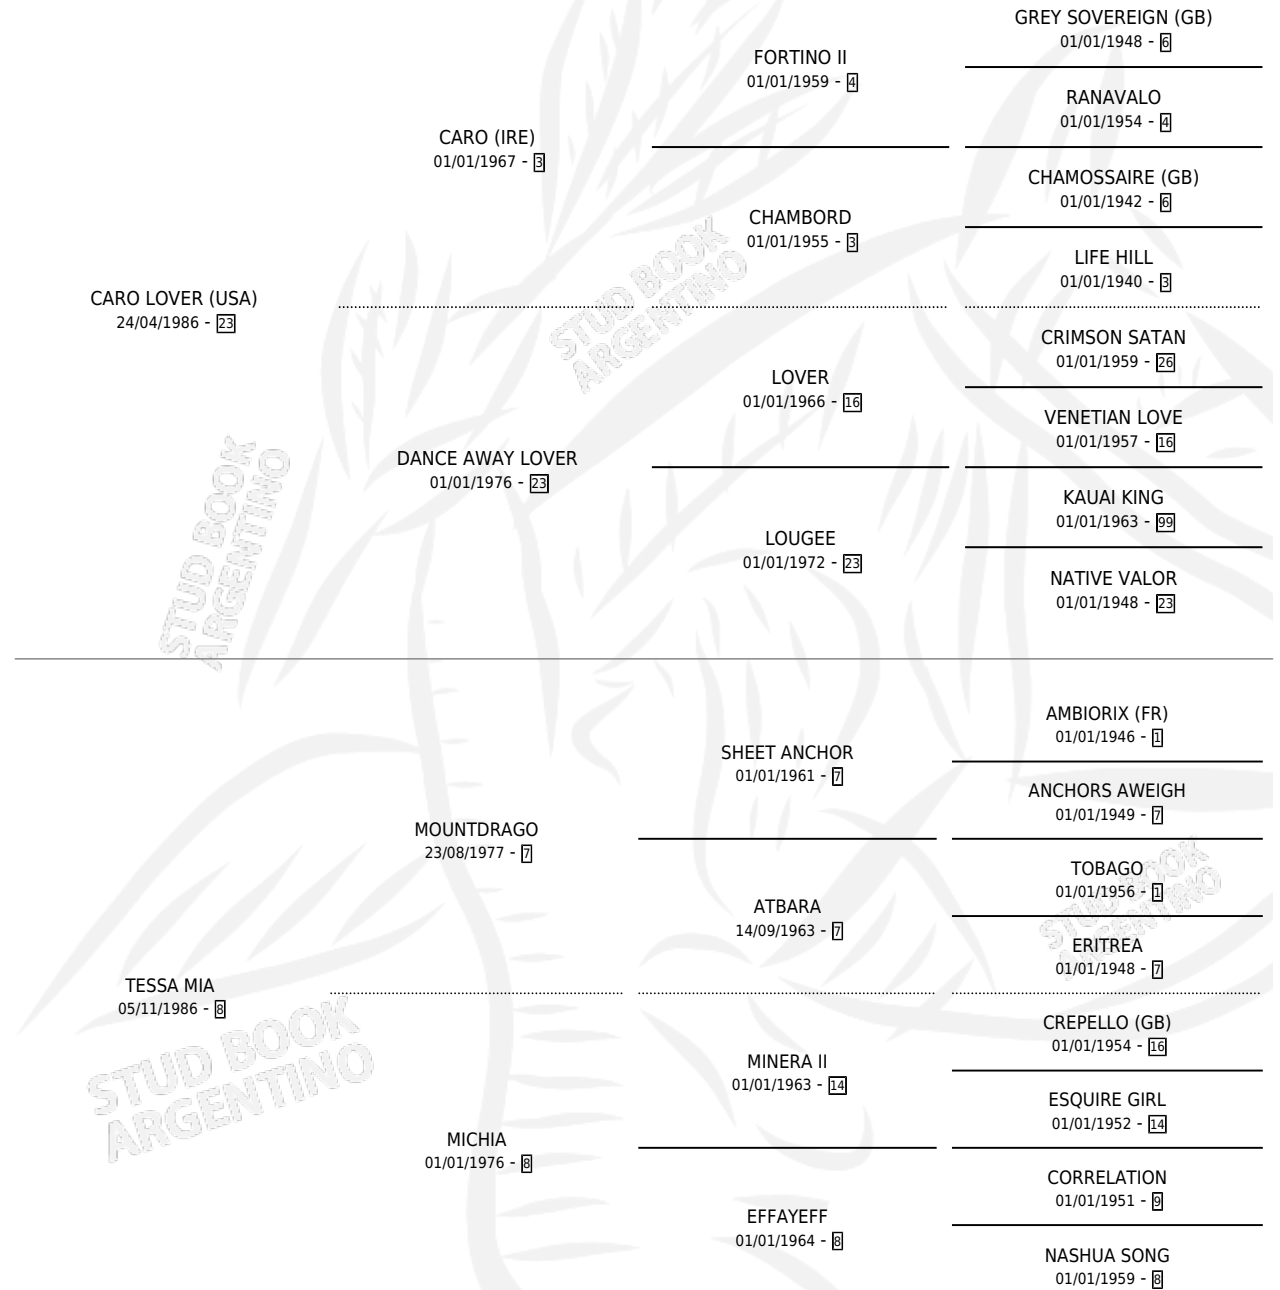 GREY SOVEREIGN (GB)
01/01/1948 - 6
FORTINO II
01/01/1959 - 4
RANAVALO
01/01/1954 - 4
CARO (IRE)
01/01/1967 - 3
CHAMOSSAIRE (GB)
01/01/1942 - 6
CHAMBORD
01/01/1955 - 3
LIFE HILL
01/01/1940 - 3
CARO LOVER (USA)
24/04/1986 - 23
CRIMSON SATAN
01/01/1959 - 26
LOVER
01/01/1966 - 16
VENETIAN LOVE
01/01/1957 - 16
DANCE AWAY LOVER
01/01/1976 - 23
KAUAI KING
01/01/1963 - 99
LOUGEE
01/01/1972 - 23
NATIVE VALOR
01/01/1948 - 23
AMBIORIX (FR)
01/01/1946 - 1
SHEET ANCHOR
01/01/1961 - 7
ANCHORS AWEIGH
01/01/1949 - 7
MOUNTDRAGO
23/08/1977 - 7
TOBAGO
01/01/1956 - 1
ATBARA
14/09/1963 - 7
ERITREA
01/01/1948 - 7
TESSA MIA
05/11/1986 - 8
CREPELLO (GB)
01/01/1954 - 16
MINERA II
01/01/1963 - 14
ESQUIRE GIRL
01/01/1952 - 14
MICHIA
01/01/1976 - 8
CORRELATION
01/01/1951 - 9
EFFAYEFF
01/01/1964 - 8
NASHUA SONG
01/01/1959 - 8
STUD BOOK
ARGENTINO
STUD BOOK
ARGENTINO
STUD BOOK
ARGENTINO
STUD BOOK
ARGENTINO